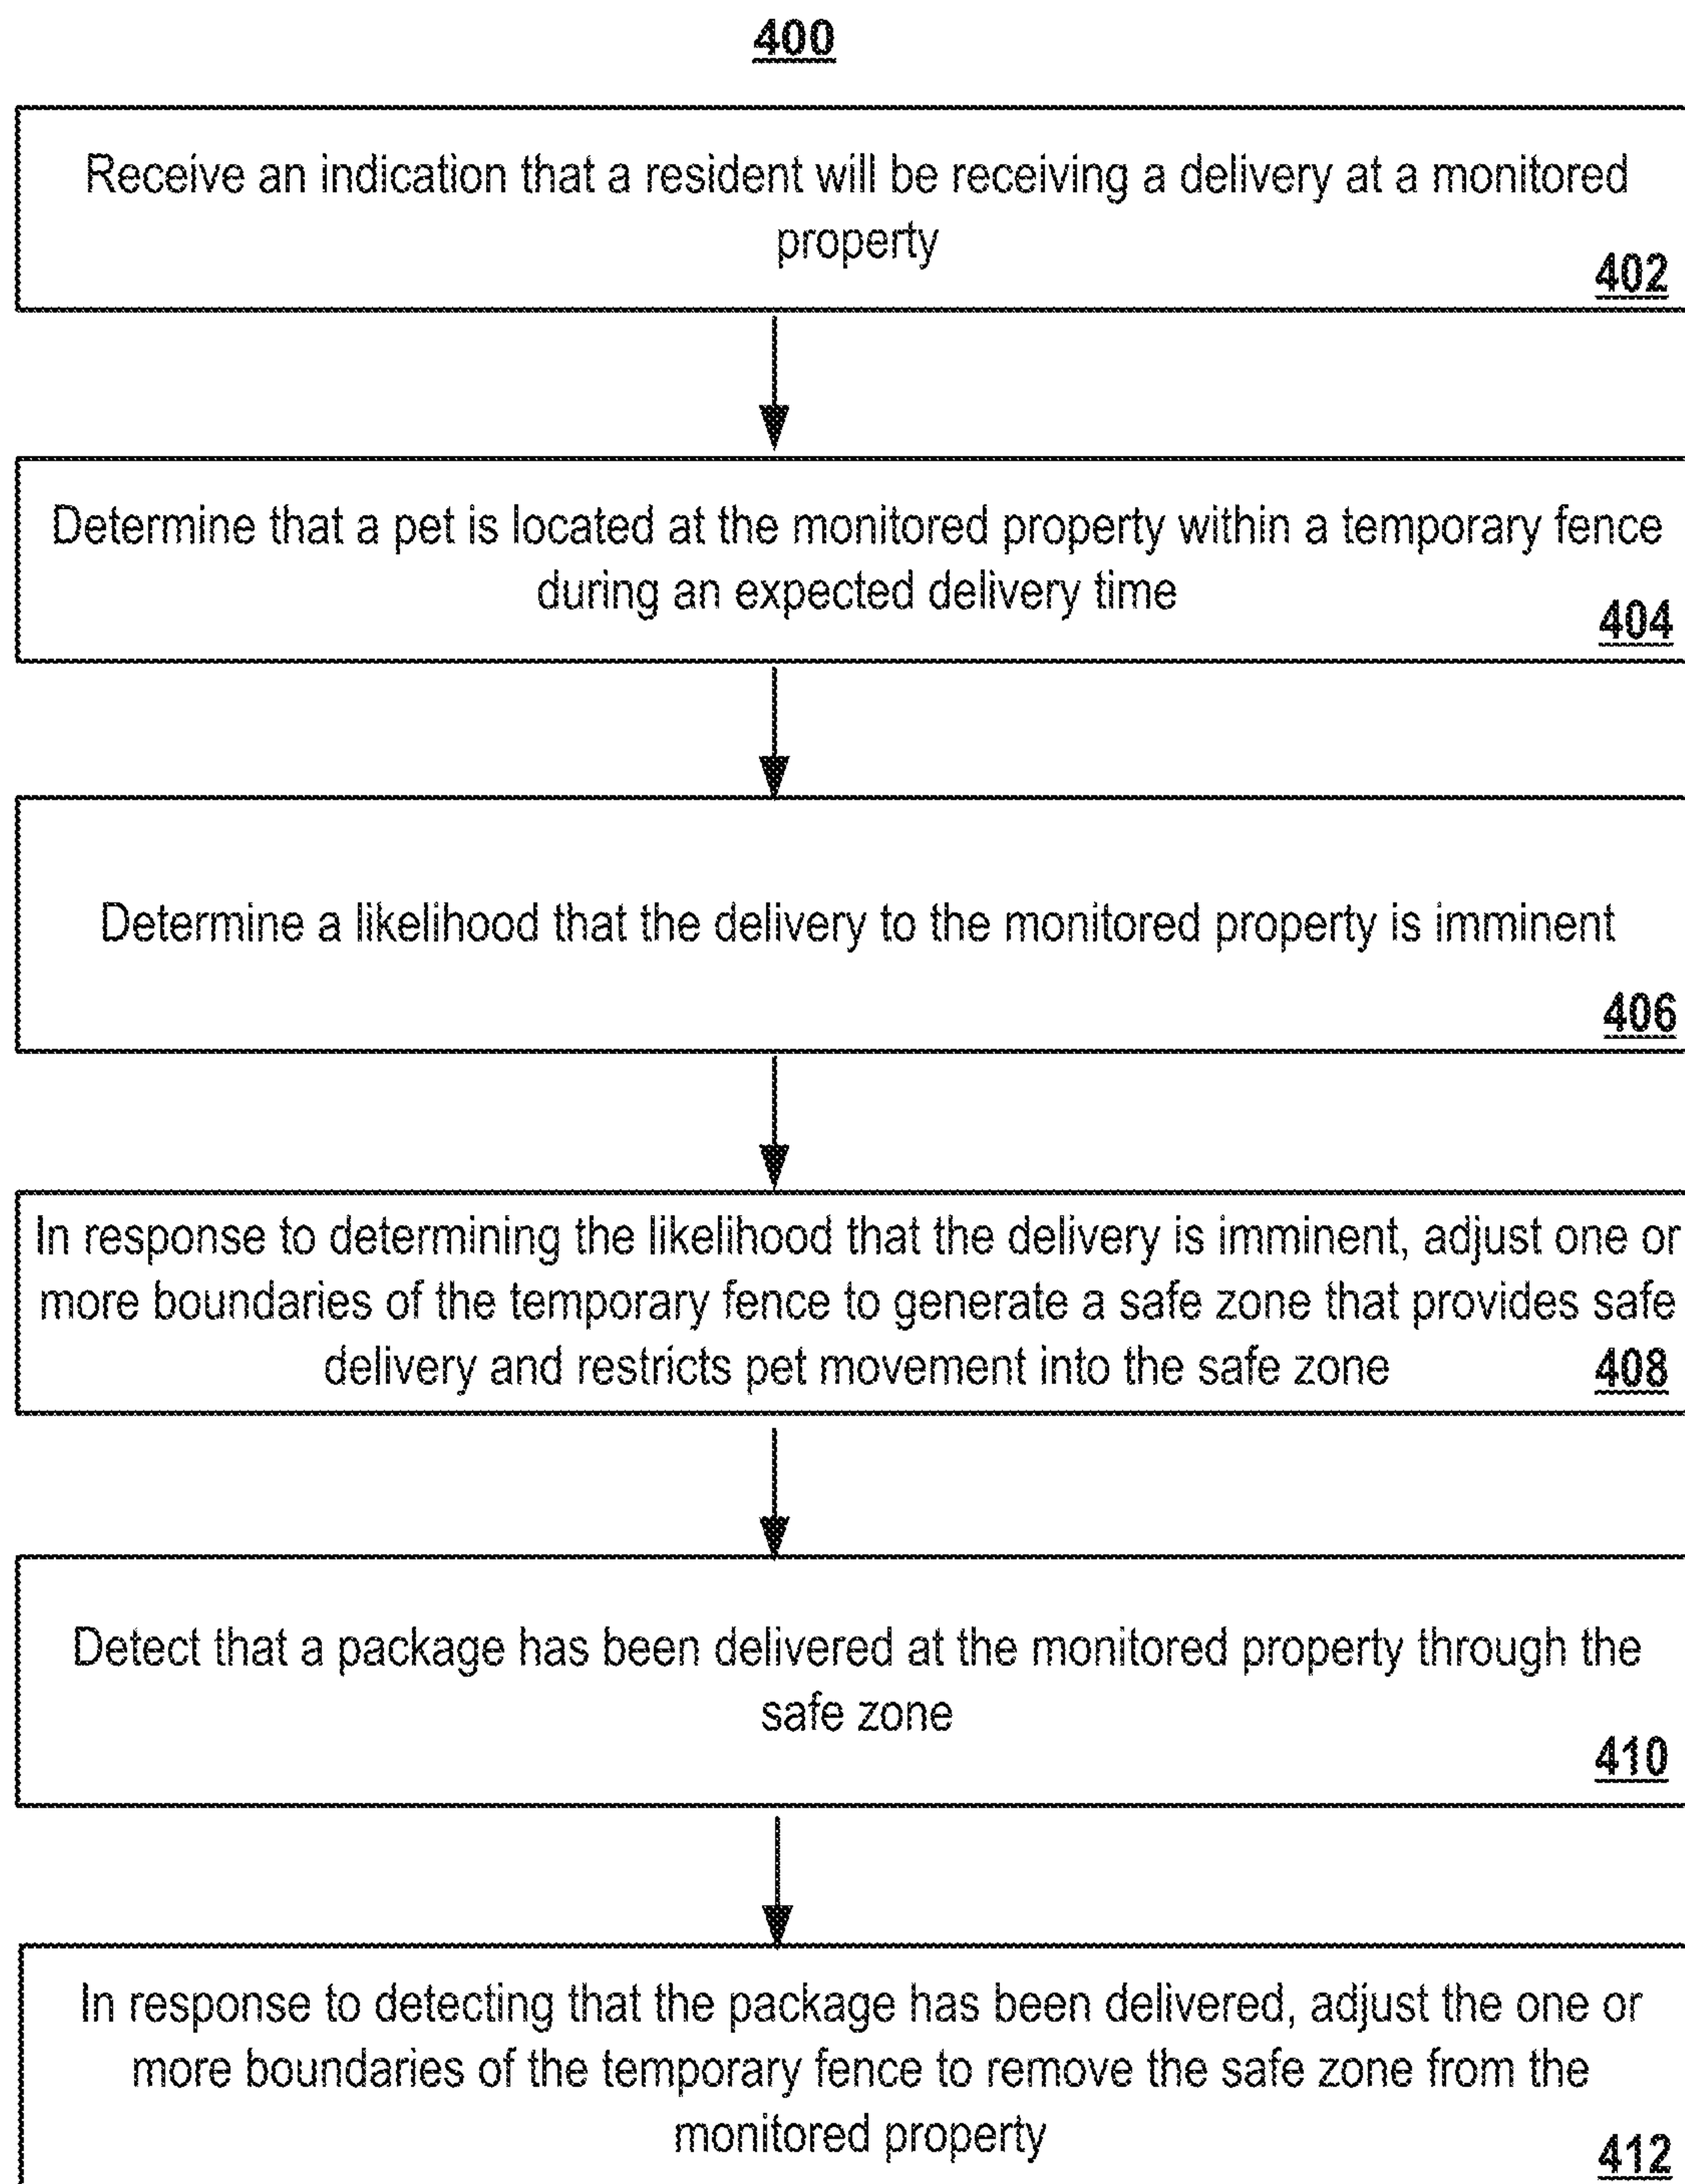 400
Receive an indication that a resident will be receiving a delivery at a monitored
property
402
Determine that a pet is located at the monitored property within a temporary fence
during an expected delivery time
404
Determine a likelihood that the delivery to the monitored property is imminent
406
In response to determining the likelihood that the delivery is imminent, adjust one or
more boundaries of the temporary fence to generate a safe zone that provides safe
delivery and restricts pet movement into the safe zone
408
Detect that a package has been delivered at the monitored property through the
safe zone
410
In response to detecting that the package has been delivered, adjust the one or
more boundaries of the temporary fence to remove the safe zone from the
monitored property
412